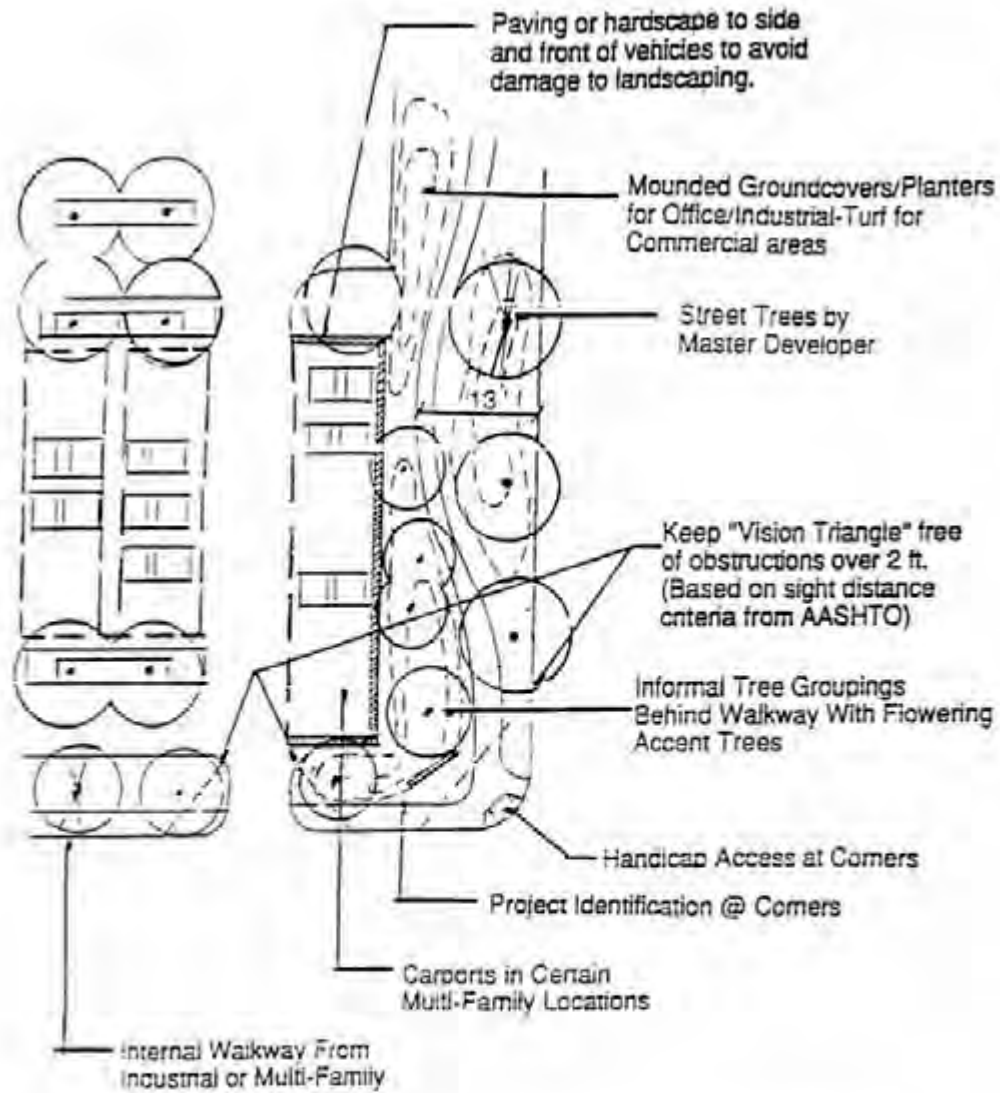 Paving or hardscape to side
and front of vehicles to avoid
damage to landscaping.
Mounded Groundcovers/Planters
for Office/Industrial-Turf for
Commercial areas
Street Trees by
Master Developer
13'
Keep "Vision Triangle" free
of obstructions over 2 ft.
(Based on sight distance
criteria from AASHTO)
Informal Tree Groupings
Behind Walkway With Flowering
Accent Trees
Handicap Access at Corners
Project Identification @ Corners
Carports in Certain
Multi-Family Locations
Internal Walkway From
Industrial or Multi-Family